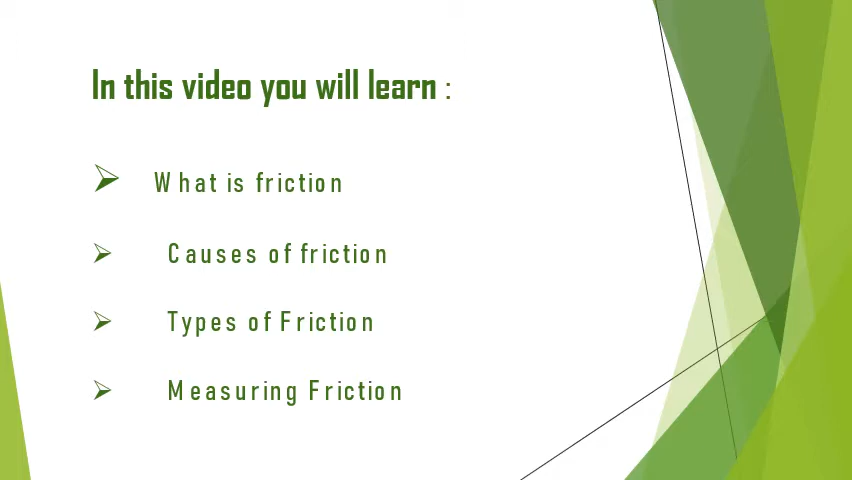 In this video you will learn :
What is friction
Causes of friction
Types of Friction
Measuring Friction